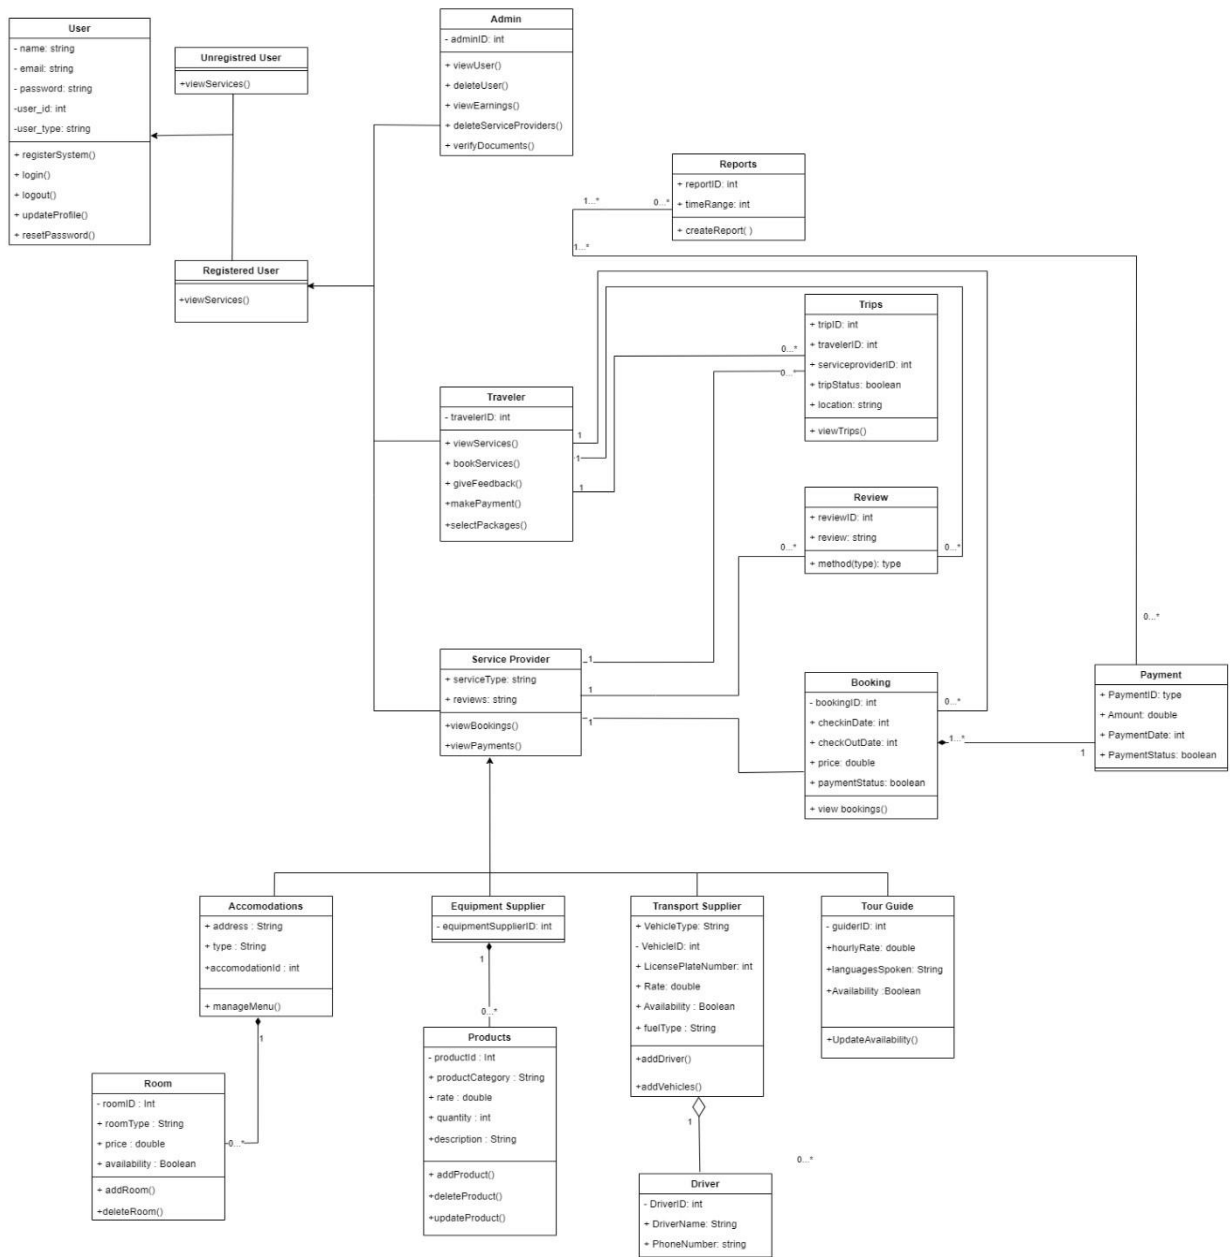 User
- name: string
- email: string
- password: string
-user_id: int
-user_type: string
+ registerSystem()
+ login()
+ logout()
+ updateProfile()
+ resetPassword()
Unregistred User
+viewServices()
Registered User
+viewServices()
Admin
- adminID: int
+ viewUser()
+ deleteUser()
+ viewEarnings()
+ deleteServiceProviders()
+ verifyDocuments()
Reports
+ reportID: int
+ timeRange: int
+ createReport( )
1...*
0...*
1...*
Trips
+ tripID: int
+ travelerID: int
+ serviceproviderID: int
+ tripStatus: boolean
+ location: string
+ viewTrips()
0...*
0...*
Traveler
- travelerID: int
+ viewServices()
+ bookServices()
+ giveFeedback()
+makePayment()
+selectPackages()
1
1
1
Review
+ reviewID: int
+ review: string
+ method(type): type
0...*
0...*
Service Provider
+ serviceType: string
+ reviews: string
+viewBookings()
+viewPayments()
1
1
1
Booking
- bookingID: int
+ checkinDate: int
+ checkOutDate: int
+ price: double
+ paymentStatus: boolean
+ view bookings()
0...*
1...*
1
0...*
Payment
+ PaymentID: type
+ Amount: double
+ PaymentDate: int
+ PaymentStatus: boolean
Accomodations
+ address : String
+ type : String
+accomodationId : int
+ manageMenu()
1
Room
- roomID : Int
+ roomType : String
+ price : double
+ availability : Boolean
+ addRoom()
+deleteRoom()
0...*
Equipment Supplier
- equipmentSupplierID: int
1
0...*
Products
- productId : Int
+ productCategory : String
+ rate : double
+ quantity : int
+description : String
+ addProduct()
+deleteProduct()
+updateProduct()
Transport Supplier
+ VehicleType: String
- VehicleID: int
+ LicensePlateNumber: int
+ Rate: double
+ Availability : Boolean
+ fuelType : String
+addDriver()
+addVehicles()
1
0...*
Driver
- DriverID: int
+ DriverName: String
+ PhoneNumber: string
Tour Guide
- guiderID: int
+hourlyRate: double
+languagesSpoken: String
+Availability :Boolean
+UpdateAvailability()